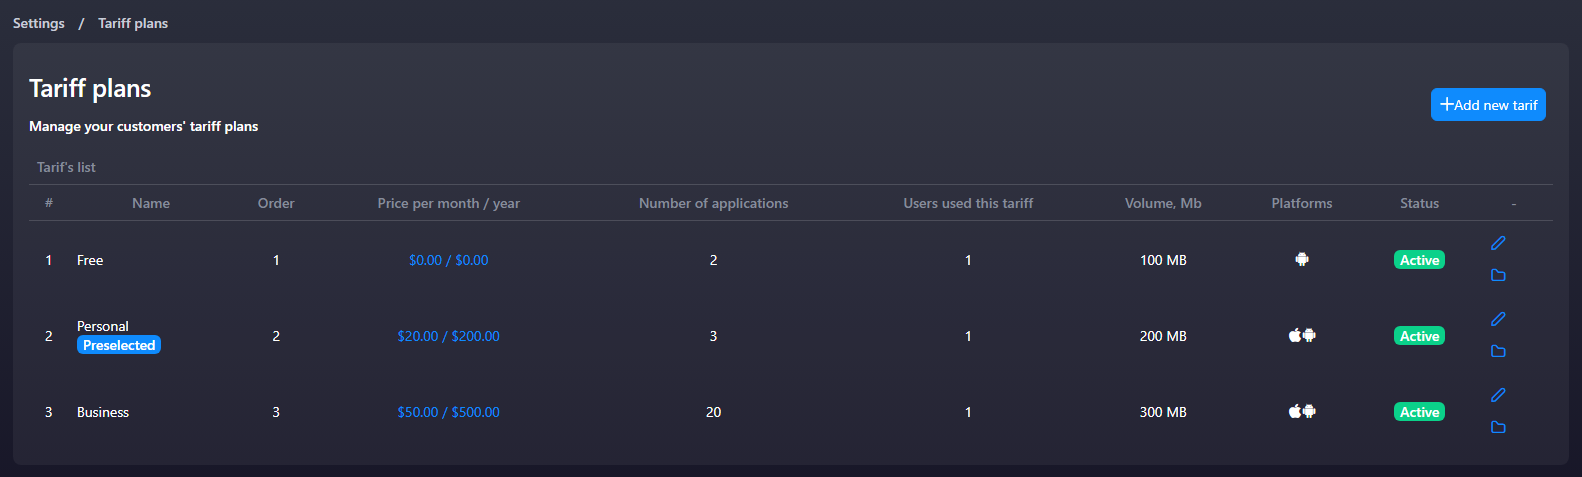 Settings / Tariff plans
Tariff plans
Manage your customers' tariff plans
Add new tarif
Tarif's list
# Name Order Price per month / year Number of applications Users used this tariff Volume, Mb Platforms Status -
1 Free 1 $0.00 / $0.00 2 1 100 MB Active
2 Personal Preselected 2 $20.00 / $200.00 3 1 200 MB Active
3 Business 3 $50.00 / $500.00 20 1 300 MB Active